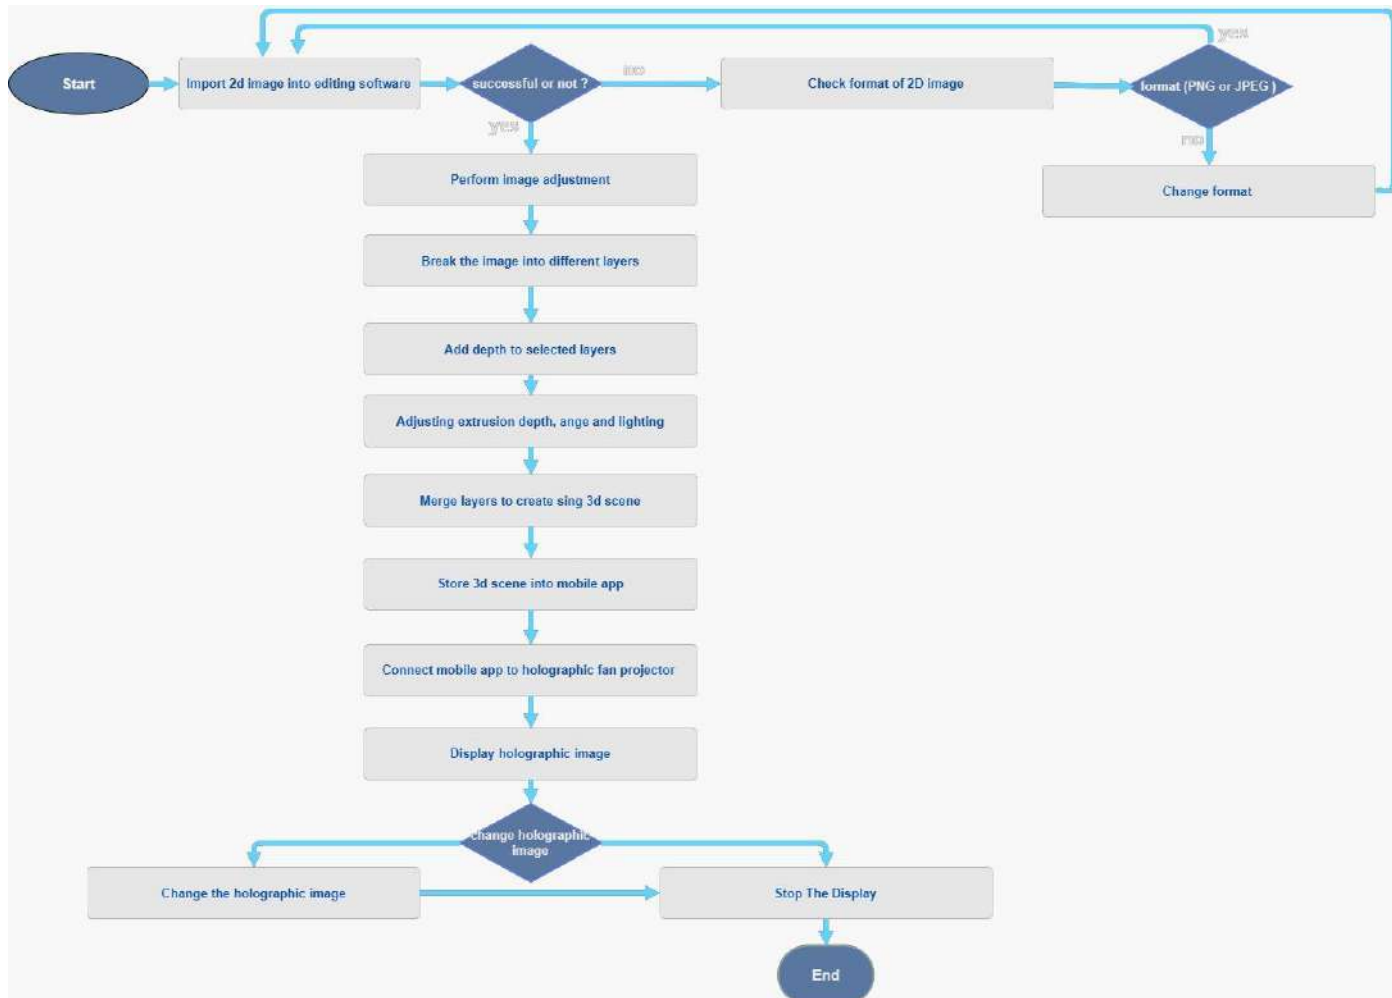 yes
Start
Import 2d image into editing software
successful or not ?
no
Check format of 2D image
format (PNG or JPEG )
yes
no
Perform image adjustment
Change format
Break the image into different layers
Add depth to selected layers
Adjusting extrusion depth, ange and lighting
Merge layers to create sing 3d scene
Store 3d scene into mobile app
Connect mobile app to holographic fan projector
Display holographic image
change holographic
image
Change the holographic image
Stop The Display
End